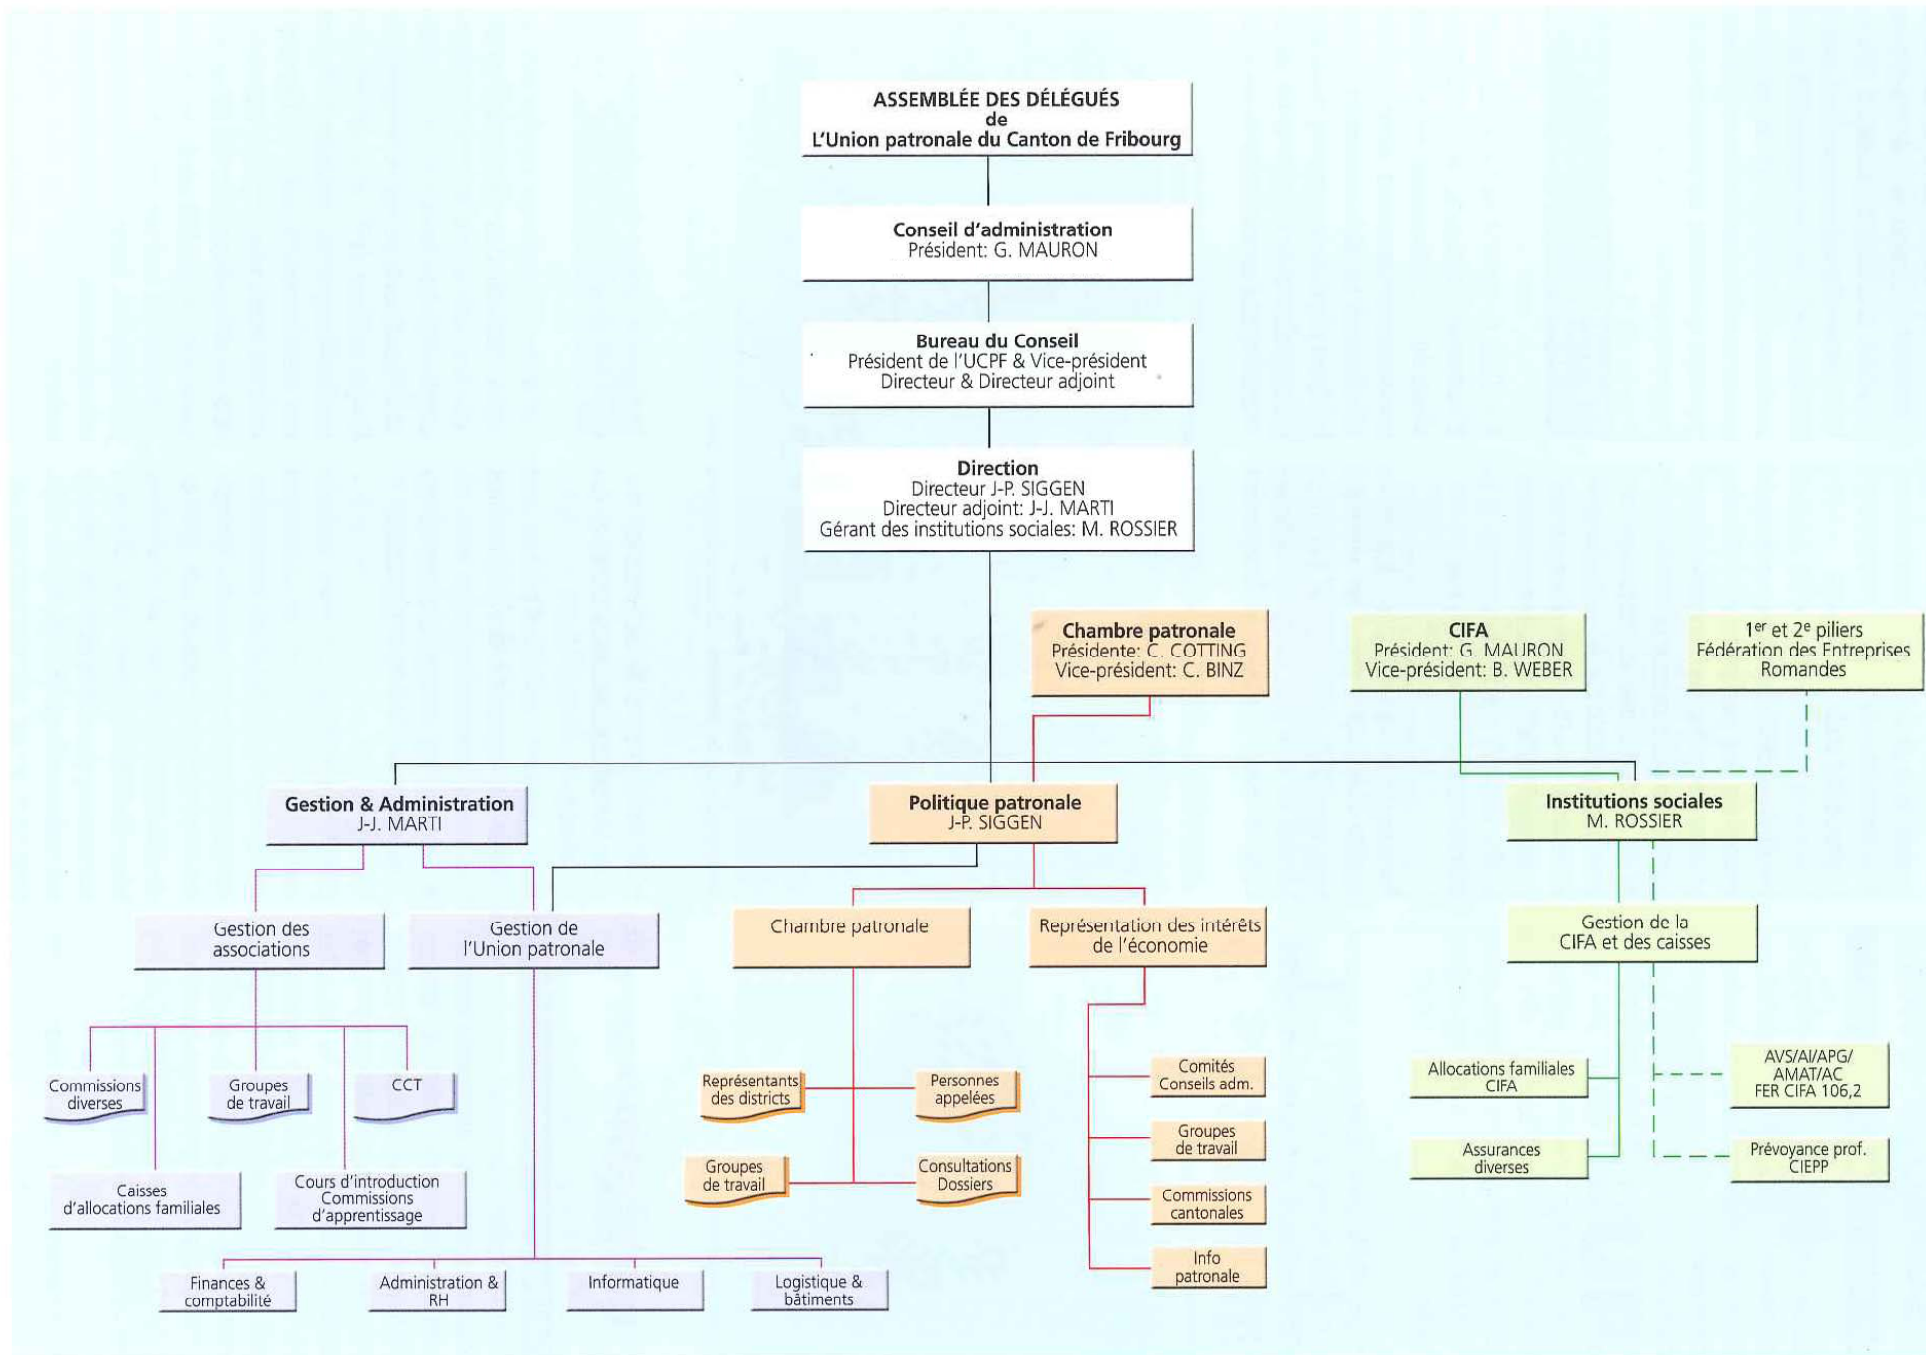 ASSEMBLÉE DES DÉLÉGUÉS
de
L'Union patronale du Canton de Fribourg
Conseil d'administration
Président: G. MAURON
Bureau du Conseil
Président de l'UCPF & Vice-président
Directeur & Directeur adjoint
Direction
Directeur J-P. SIGGEN
Directeur adjoint: J-J. MARTI
Gérant des institutions sociales: M. ROSSIER
Chambre patronale
Présidente: C. COTTING
Vice-président: C. BINZ
CIFA
Président: G. MAURON
Vice-président: B. WEBER
1er et 2e piliers
Fédération des Entreprises
Romandes
Gestion & Administration
J-J. MARTI
Politique patronale
J-P. SIGGEN
Institutions sociales
M. ROSSIER
Gestion des
associations
Gestion de
l'Union patronale
Chambre patronale
Représentation des intérêts
de l'économie
Gestion de la
CIFA et des caisses
Commissions
diverses
Groupes
de travail
CCT
Caisses
d'allocations familiales
Cours d'introduction
Commissions
d'apprentissage
Finances &
comptabilité
Administration &
RH
Informatique
Logistique &
bâtiments
Représentants
des districts
Personnes
appelées
Groupes
de travail
Consultations
Dossiers
Comités
Conseils adm.
Groupes
de travail
Commissions
cantonales
Info
patronale
Allocations familiales
CIFA
Assurances
diverses
AVS/AI/APG/
AMAT/AC
FER CIFA 106,2
Prévoyance prof.
CIEPP